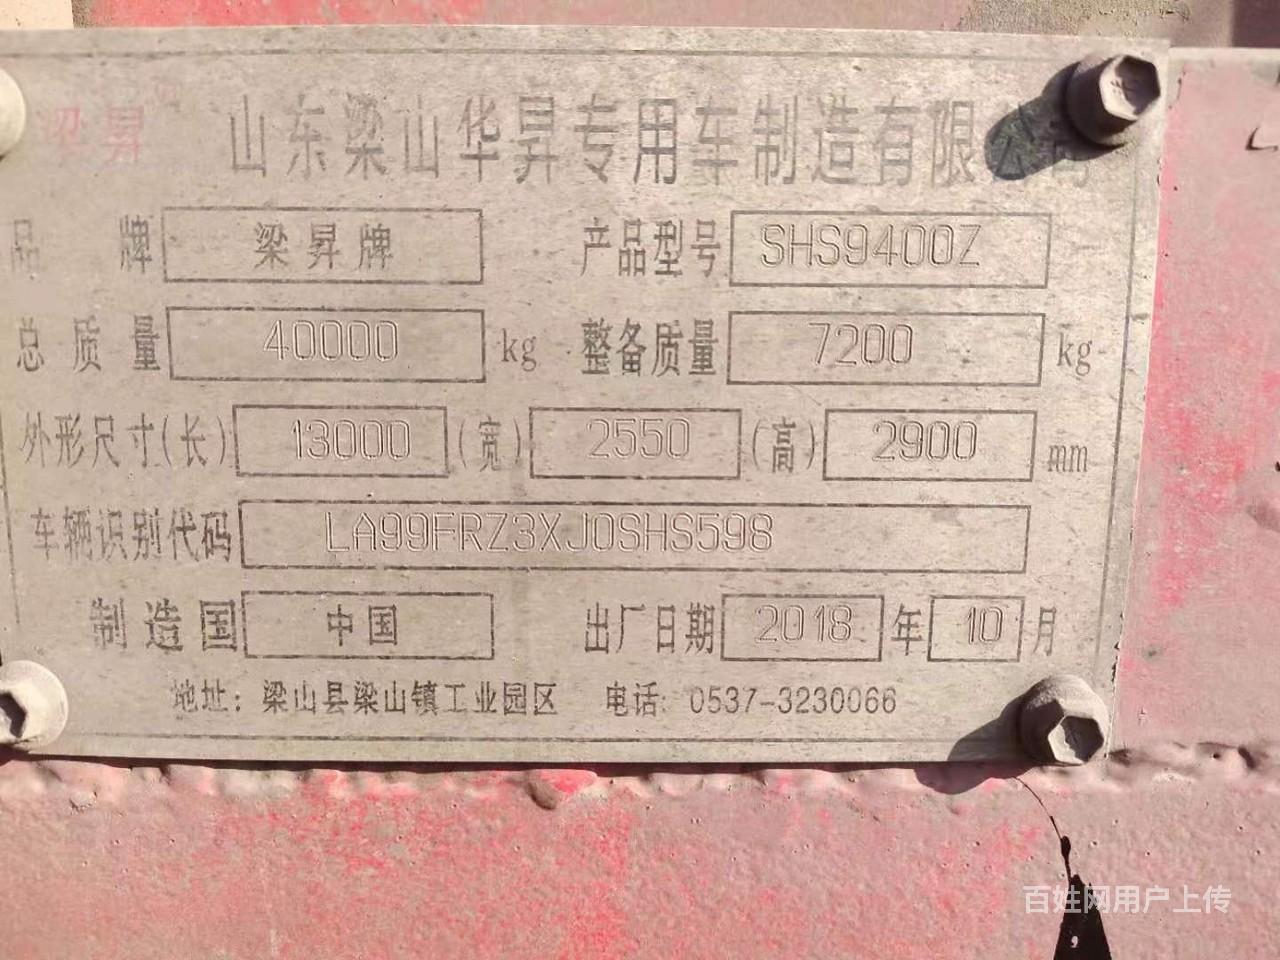 梁昇 山东梁山华昇专用车制造有限公司
品牌 梁昇牌 产品型号 SHS9400Z
总质量 40000 kg 整备质量 7200 kg
外形尺寸(长) 13000 (宽) 2550 (高) 2900 mm
车辆识别代码 LA99FRZ3XJ0SHS598
制造国 中国 出厂日期 2018 年 10 月
地址: 梁山县梁山镇工业园区 电话: 0537-3230066
百姓网用户上传